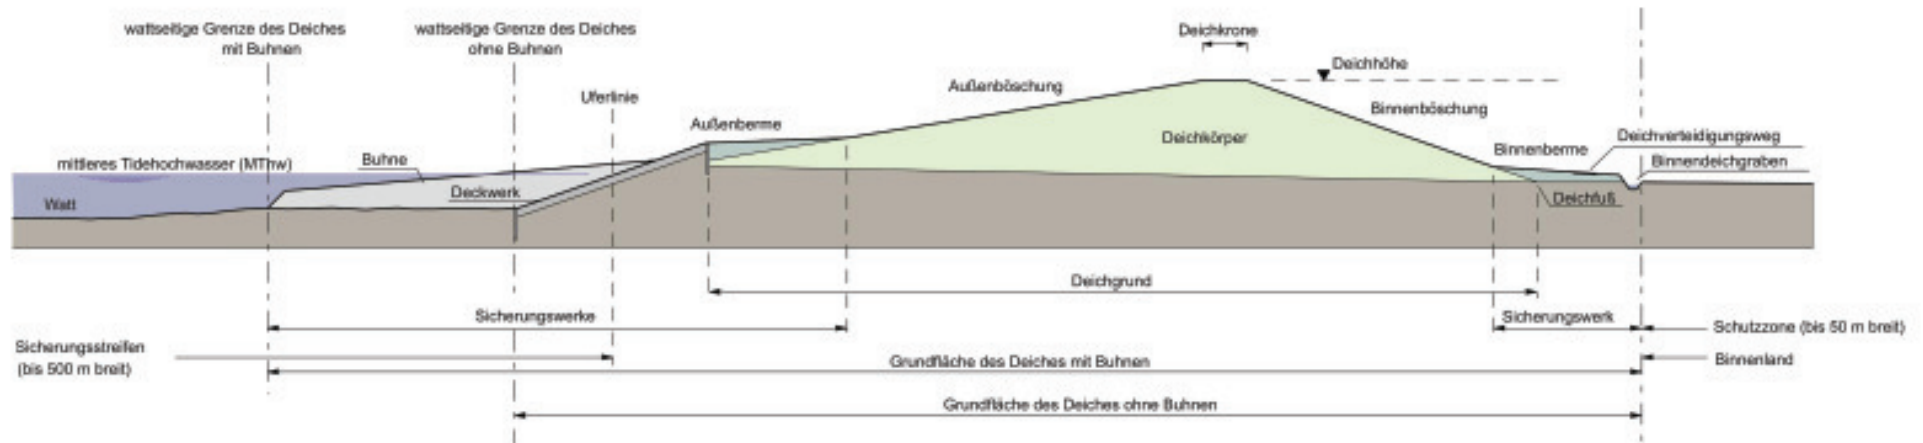 wattseitige Grenze des Deiches
mit Buhnen
wattseitige Grenze des Deiches
ohne Buhnen
Deichkrone
Deichhöhe
Außenböschung
Uferlinie
Binnenböschung
Außenberme
Deichkörper
Deichverteidigungsweg
Binnenberme
mittleres Tidehochwasser (MThw)
Buhne
Binnendeichgraben
Deckwerk
Watt
Deichfuß
Deichgrund
Sicherungswerke
Sicherungswerk
Schutzzone (bis 50 m breit)
Sicherungsstreifen
(bis 500 m breit)
Grundfläche des Deiches mit Buhnen
Binnenland
Grundfläche des Deiches ohne Buhnen